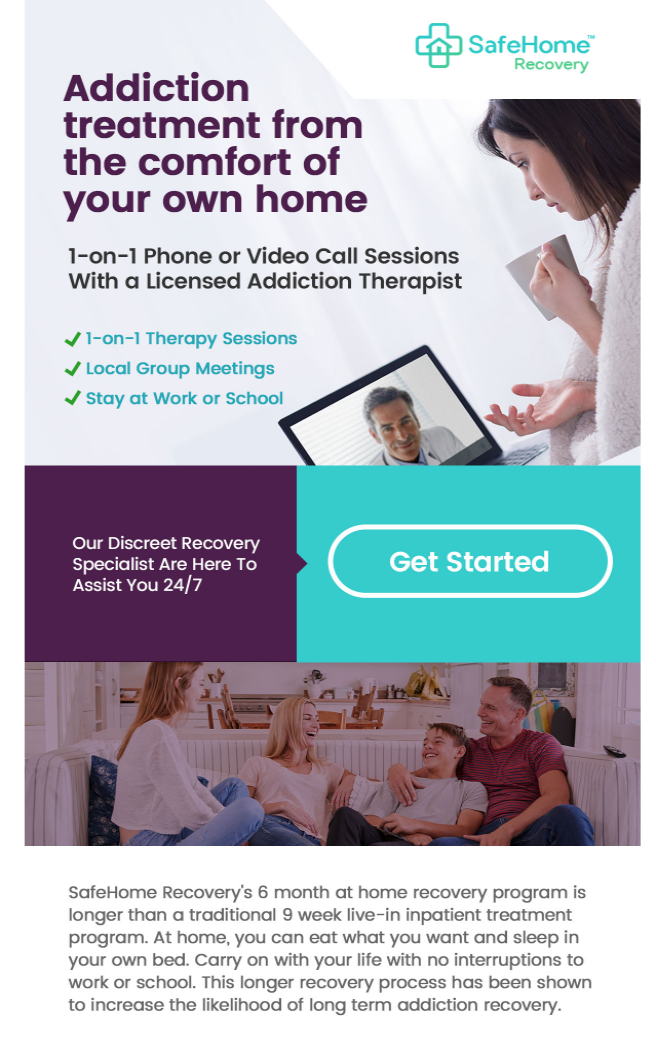 SafeHome™
Recovery
Addiction
treatment from
the comfort of
your own home
1-on-1 Phone or Video Call Sessions
With a Licensed Addiction Therapist
1-on-1 Therapy Sessions
Local Group Meetings
Stay at Work or School
Our Discreet Recovery
Specialist Are Here To
Assist You 24/7
Get Started
SafeHome Recovery's 6 month at home recovery program is
longer than a traditional 9 week live-in inpatient treatment
program. At home, you can eat what you want and sleep in
your own bed. Carry on with your life with no interruptions to
work or school. This longer recovery process has been shown
to increase the likelihood of long term addiction recovery.